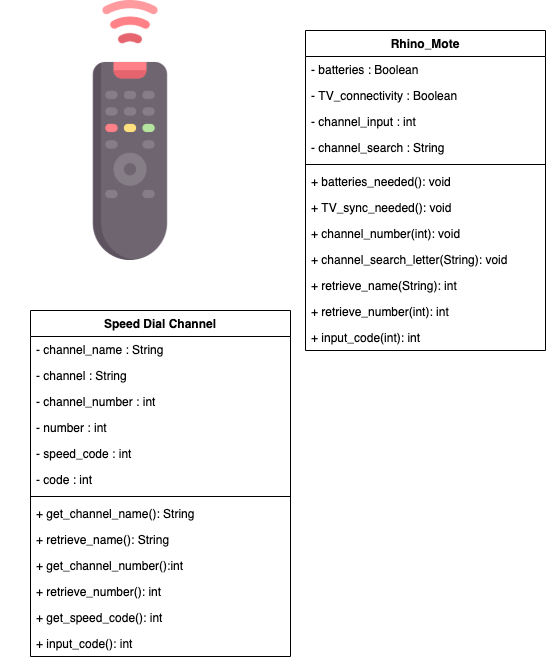 Rhino_Mote
- batteries : Boolean
- TV_connectivity : Boolean
- channel_input : int
- channel_search : String
+ batteries_needed(): void
+ TV_sync_needed(): void
+ channel_number(int): void
+ channel_search_letter(String): void
+ retrieve_name(String): int
+ retrieve_number(int): int
+ input_code(int): int
Speed Dial Channel
- channel_name : String
- channel : String
- channel_number : int
- number : int
- speed_code : int
- code : int
+ get_channel_name(): String
+ retrieve_name(): String
+ get_channel_number():int
+ retrieve_number(): int
+ get_speed_code(): int
+ input_code(): int